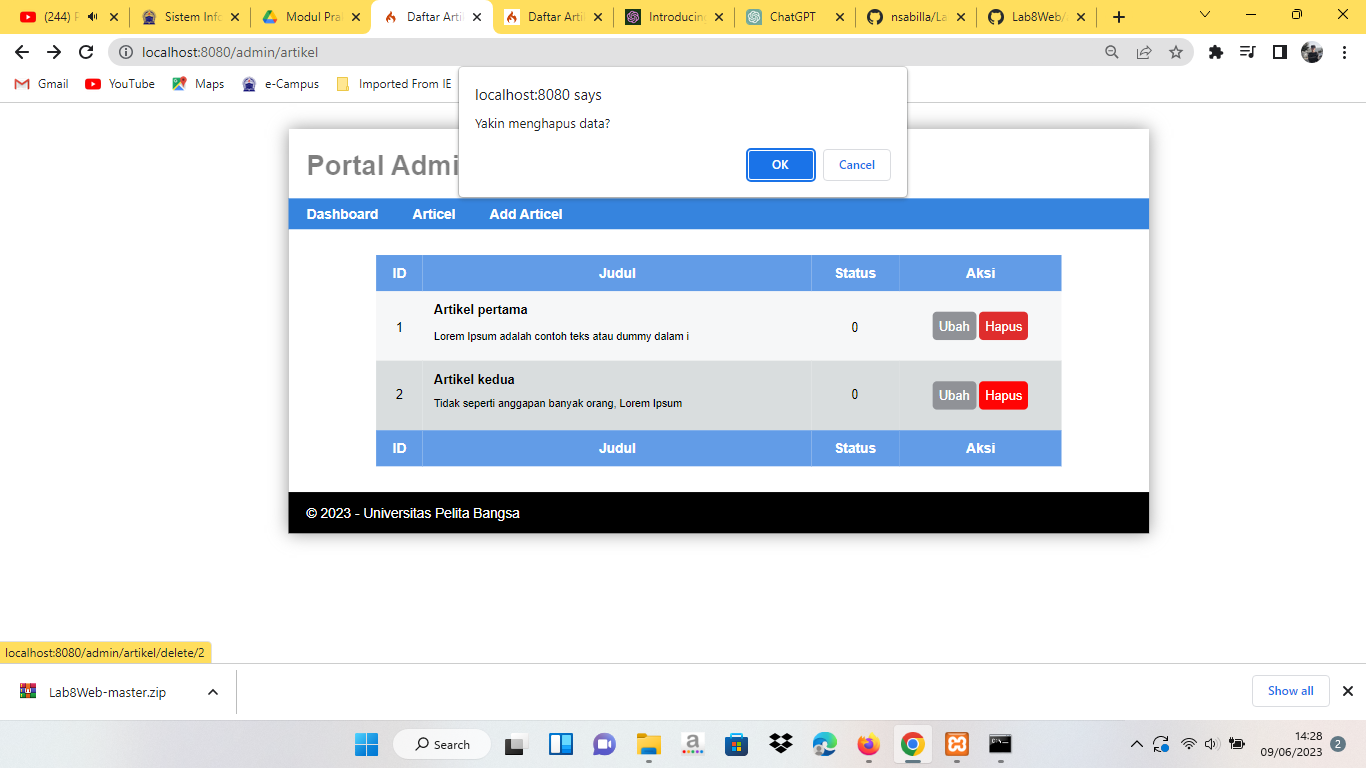 (244) P
Sistem Info
Modul Pra
Daftar Arti
Daftar Arti
Introducin
ChatGPT
nsabilla/La
Lab8Web/
localhost:8080/admin/artikel
Gmail
YouTube
Maps
e-Campus
Imported From IE
localhost:8080 says
Yakin menghapus data?
OK
Cancel
Portal Admi
Dashboard
Articel
Add Articel
ID Judul Status Aksi
1
Artikel pertama
Lorem Ipsum adalah contoh teks atau dummy dalam i
0
Ubah
Hapus
2
Artikel kedua
Tidak seperti anggapan banyak orang, Lorem Ipsum
0
Ubah
Hapus
ID Judul Status Aksi
© 2023 - Universitas Pelita Bangsa
localhost:8080/admin/artikel/delete/2
Lab8Web-master.zip
Show all
Search
a
14:28
09/06/2023
2